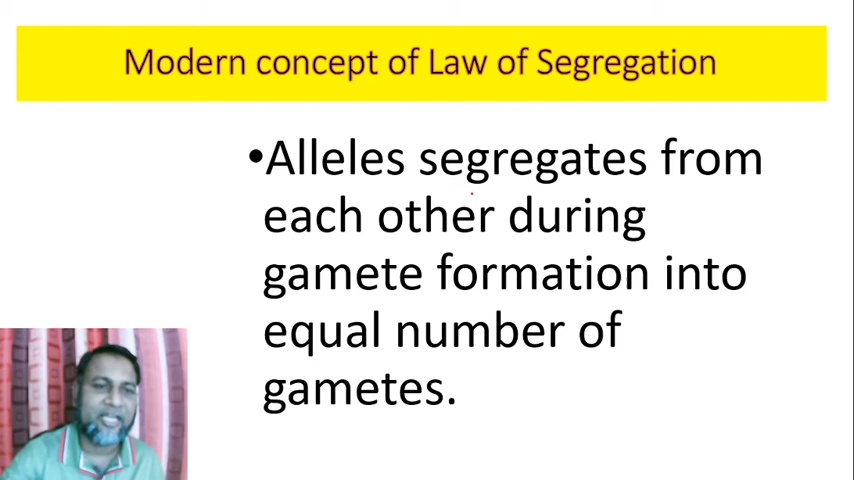 Modern concept of Law of Segregation
•Alleles segregates from
each other during
gamete formation into
equal number of
gametes.